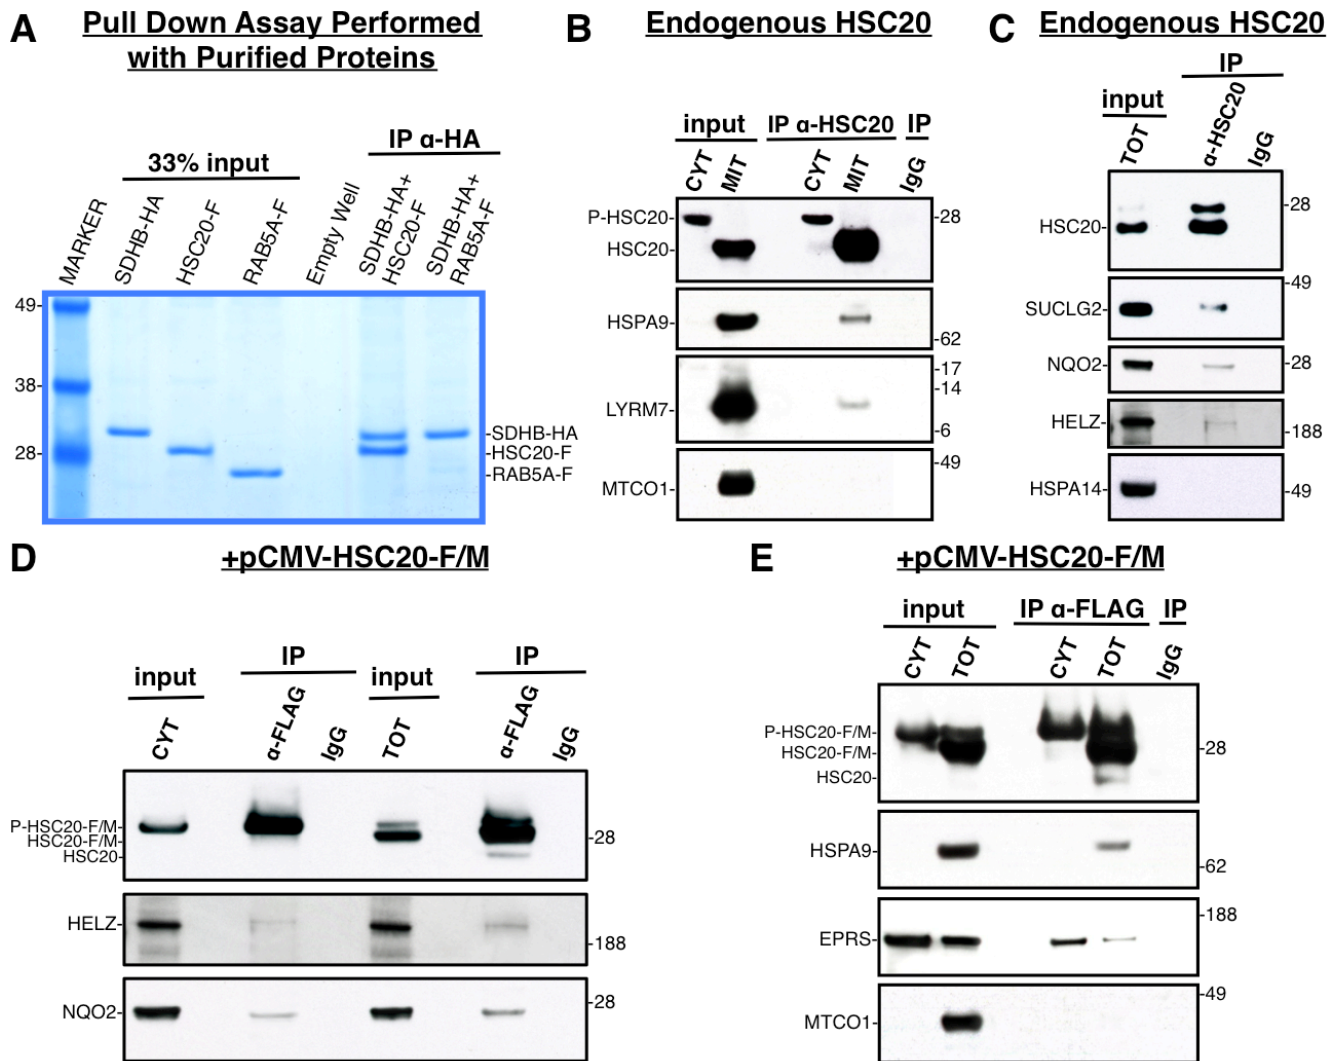 A
Pull Down Assay Performed
with Purified Proteins
33% input
IP α-HA
MARKER
SDHB-HA
HSC20-F
RAB5A-F
Empty Well
SDHB-HA+
HSC20-F
SDHB-HA+
RAB5A-F
49-
38-
28-
-SDHB-HA
-HSC20-F
-RAB5A-F
B
Endogenous HSC20
input
IP α-HSC20
IP
CYT
MIT
CYT
MIT
IgG
P-HSC20-
HSC20-
-28
HSPA9-
-62
LYRM7-
-17
-14
-6
MTCO1-
-49
C
Endogenous HSC20
IP
input
TOT
α-HSC20
IgG
HSC20-
-28
SUCLG2-
-49
NQO2-
-28
HELZ-
-188
HSPA14-
-49
D
+pCMV-HSC20-F/M
input
IP
input
IP
CYT
α-FLAG
IgG
TOT
α-FLAG
IgG
P-HSC20-F/M-
HSC20-F/M-
HSC20-
-28
HELZ-
-188
NQO2-
-28
E
+pCMV-HSC20-F/M
input
IP α-FLAG
IP
CYT
TOT
CYT
TOT
IgG
P-HSC20-F/M-
HSC20-F/M-
HSC20-
-28
HSPA9-
-62
EPRS-
-188
MTCO1-
-49